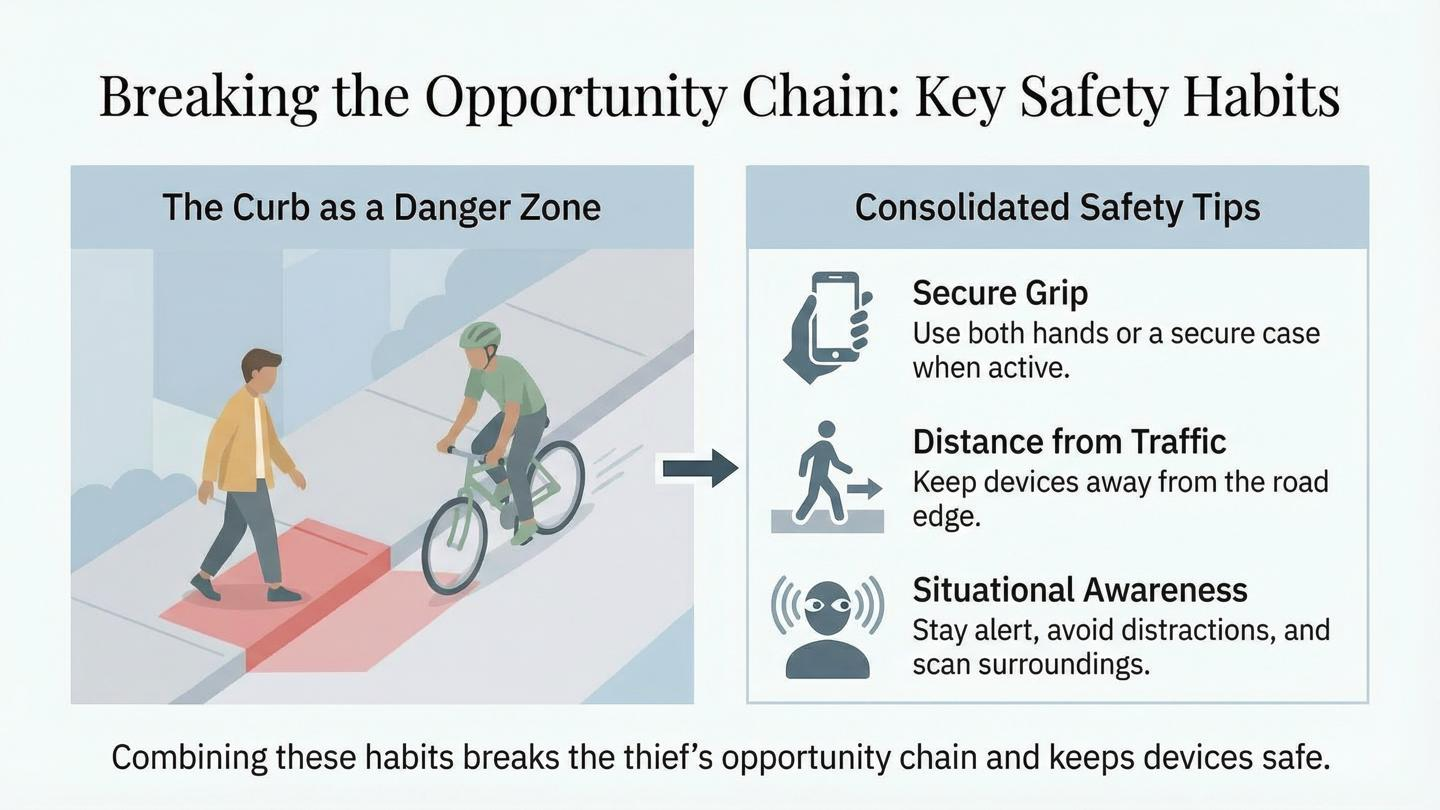 Breaking the Opportunity Chain: Key Safety Habits
The Curb as a Danger Zone
Consolidated Safety Tips
Secure Grip
Use both hands or a secure case
when active.
Distance from Traffic
Keep devices away from the road
edge.
Situational Awareness
Stay alert, avoid distractions, and
scan surroundings.
Combining these habits breaks the thief’s opportunity chain and keeps devices safe.